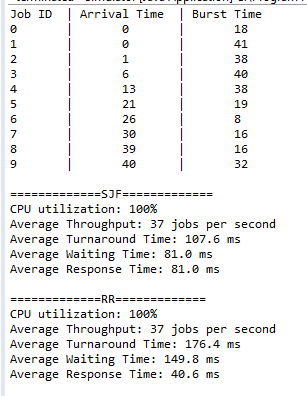 Job ID | Arrival Time | Burst Time
0 | 0 | 18
1 | 0 | 41
2 | 1 | 38
3 | 6 | 40
4 | 13 | 38
5 | 21 | 19
6 | 26 | 8
7 | 30 | 16
8 | 39 | 16
9 | 40 | 32
=============SJF=============
CPU utilization: 100%
Average Throughput: 37 jobs per second
Average Turnaround Time: 107.6 ms
Average Waiting Time: 81.0 ms
Average Response Time: 81.0 ms
=============RR=============
CPU utilization: 100%
Average Throughput: 37 jobs per second
Average Turnaround Time: 176.4 ms
Average Waiting Time: 149.8 ms
Average Response Time: 40.6 ms